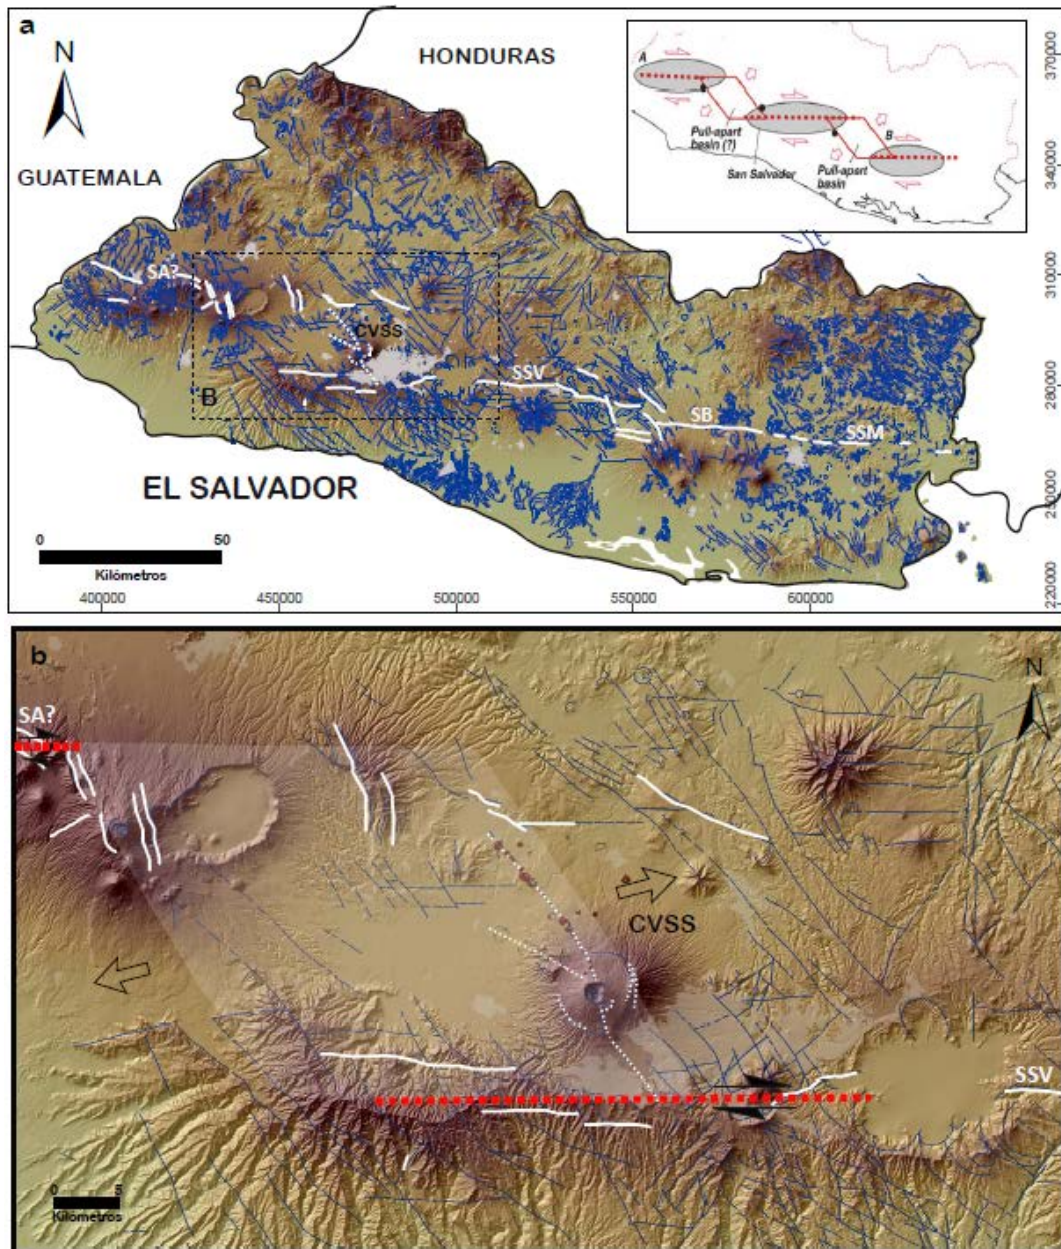 a
N
HONDURAS
GUATEMALA
A
Pull-apart
basin (?)
San Salvador
B
Pull-apart
basin
370000
340000
310000
280000
250000
220000
SA?
CVSS
B
SSV
SB
SSM
EL SALVADOR
0 50
Kilómetros
400000 450000 500000 550000 600000
b
N
SA?
CVSS
SSV
0 5
Kilómetros